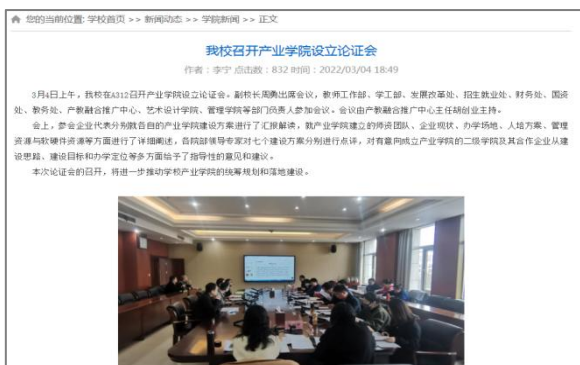 您的当前位置: 学校首页 >> 新闻动态 >> 学院新闻 >> 正文
我校召开产业学院设立论证会
作者：李宁 点击数：832 时间：2022/03/04 18:49
3月4日上午，我校在A312召开产业学院设立论证会。副校长周勇出席会议，教师工作部、学工部、发展改革处、招生就业处、财务处、国资
处、教务处、产教融合推广中心、艺术设计学院、管理学院等部门负责人参加会议。会议由产教融合推广中心主任胡创业主持。
会上，参会企业代表分别就各自的产业学院建设方案进行了汇报解读，就产业学院建立的师资团队、企业现状、办学场地、人培方案、管理
资源与软硬件资源等方面进行了详细阐述，各院部领导专家对七个建设方案分别进行点评，对有意向成立产业学院的二级学院及其合作企业从建
设思路、建设目标和办学定位等多方面给予了指导性的意见和建议。
本次论证会的召开，将进一步推动学校产业学院的统筹规划和落地建设。